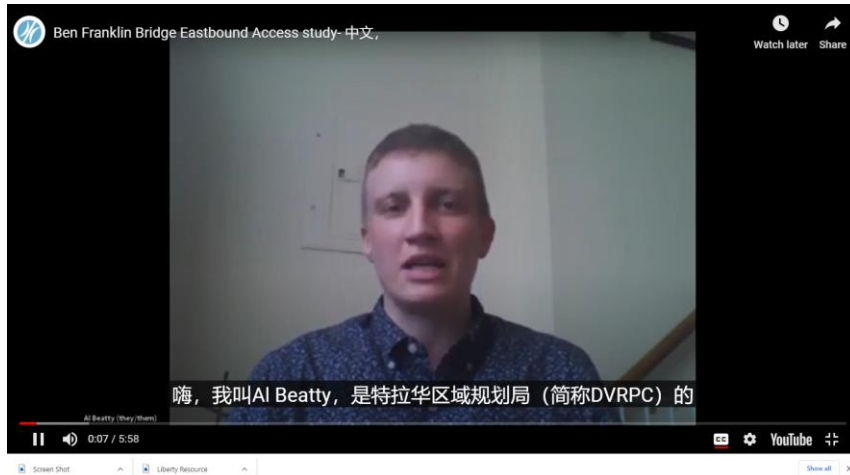 Ben Franklin Bridge Eastbound Access study- 中文,
Watch later
Share
嗨，我叫Al Beatty，是特拉华区域规划局（简称DVRPC）的
Al Beatty (they/them)
0:07 / 5:58
CC
YouTube
Screen Shot
Liberty Resource
Show all